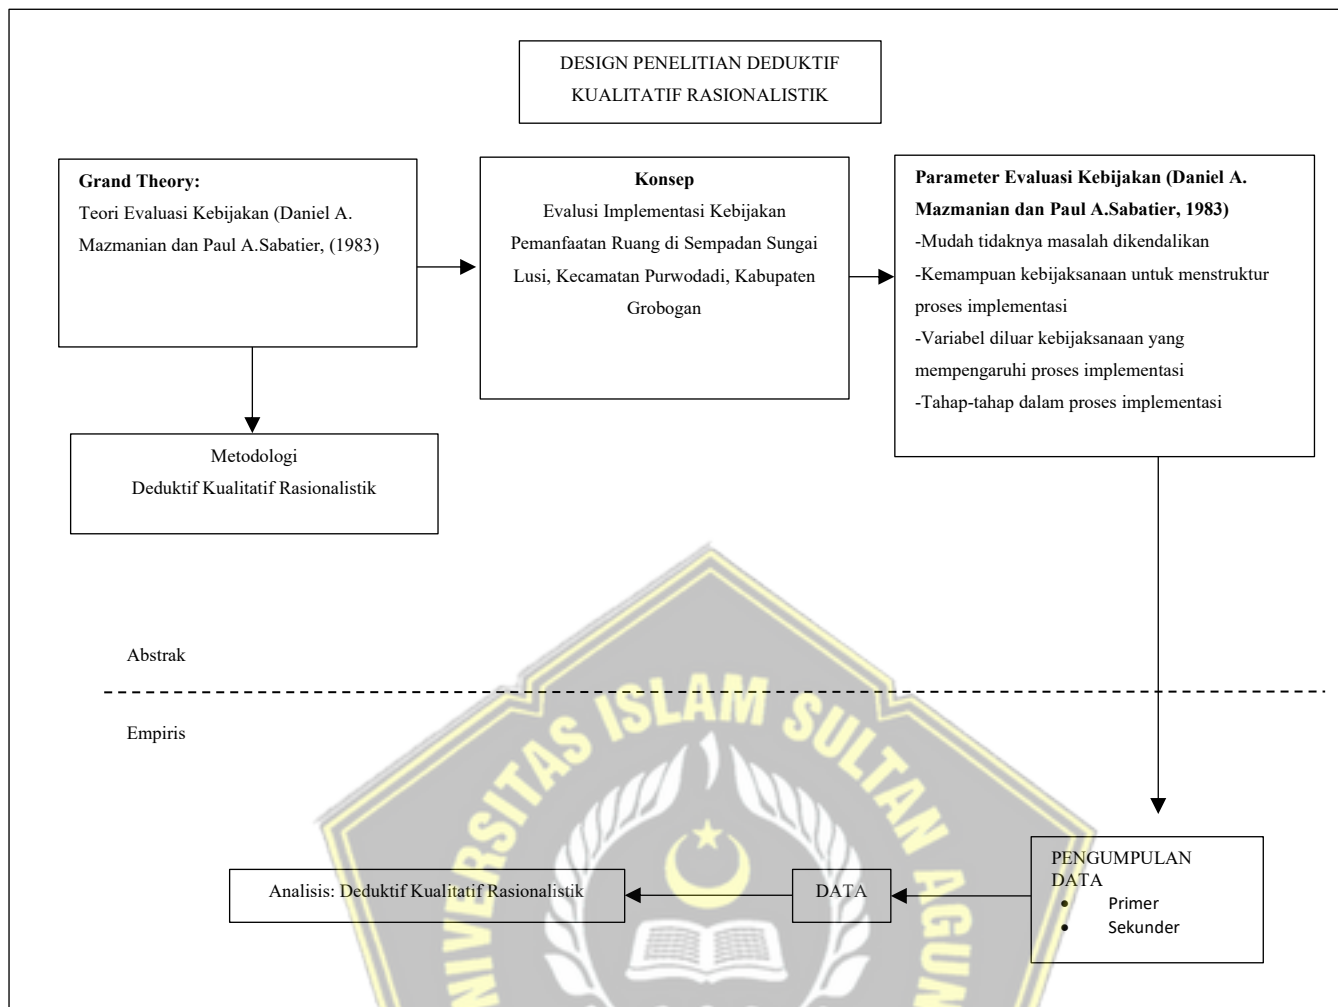 DESIGN PENELITIAN DEDUKTIF
KUALITATIF RASIONALISTIK
Grand Theory:
Teori Evaluasi Kebijakan (Daniel A.
Mazmanian dan Paul A.Sabatier, (1983)
Konsep
Evalusi Implementasi Kebijakan
Pemanfaatan Ruang di Sempadan Sungai
Lusi, Kecamatan Purwodadi, Kabupaten
Grobogan
Parameter Evaluasi Kebijakan (Daniel A.
Mazmanian dan Paul A.Sabatier, 1983)
-Mudah tidaknya masalah dikendalikan
-Kemampuan kebijaksanaan untuk menstruktur
proses implementasi
-Variabel diluar kebijaksanaan yang
mempengaruhi proses implementasi
-Tahap-tahap dalam proses implementasi
Metodologi
Deduktif Kualitatif Rasionalistik
Abstrak
Empiris
PENGUMPULAN
DATA
• Primer
• Sekunder
DATA
Analisis: Deduktif Kualitatif Rasionalistik
UNIVERSITAS ISLAM SULTAN AGUN